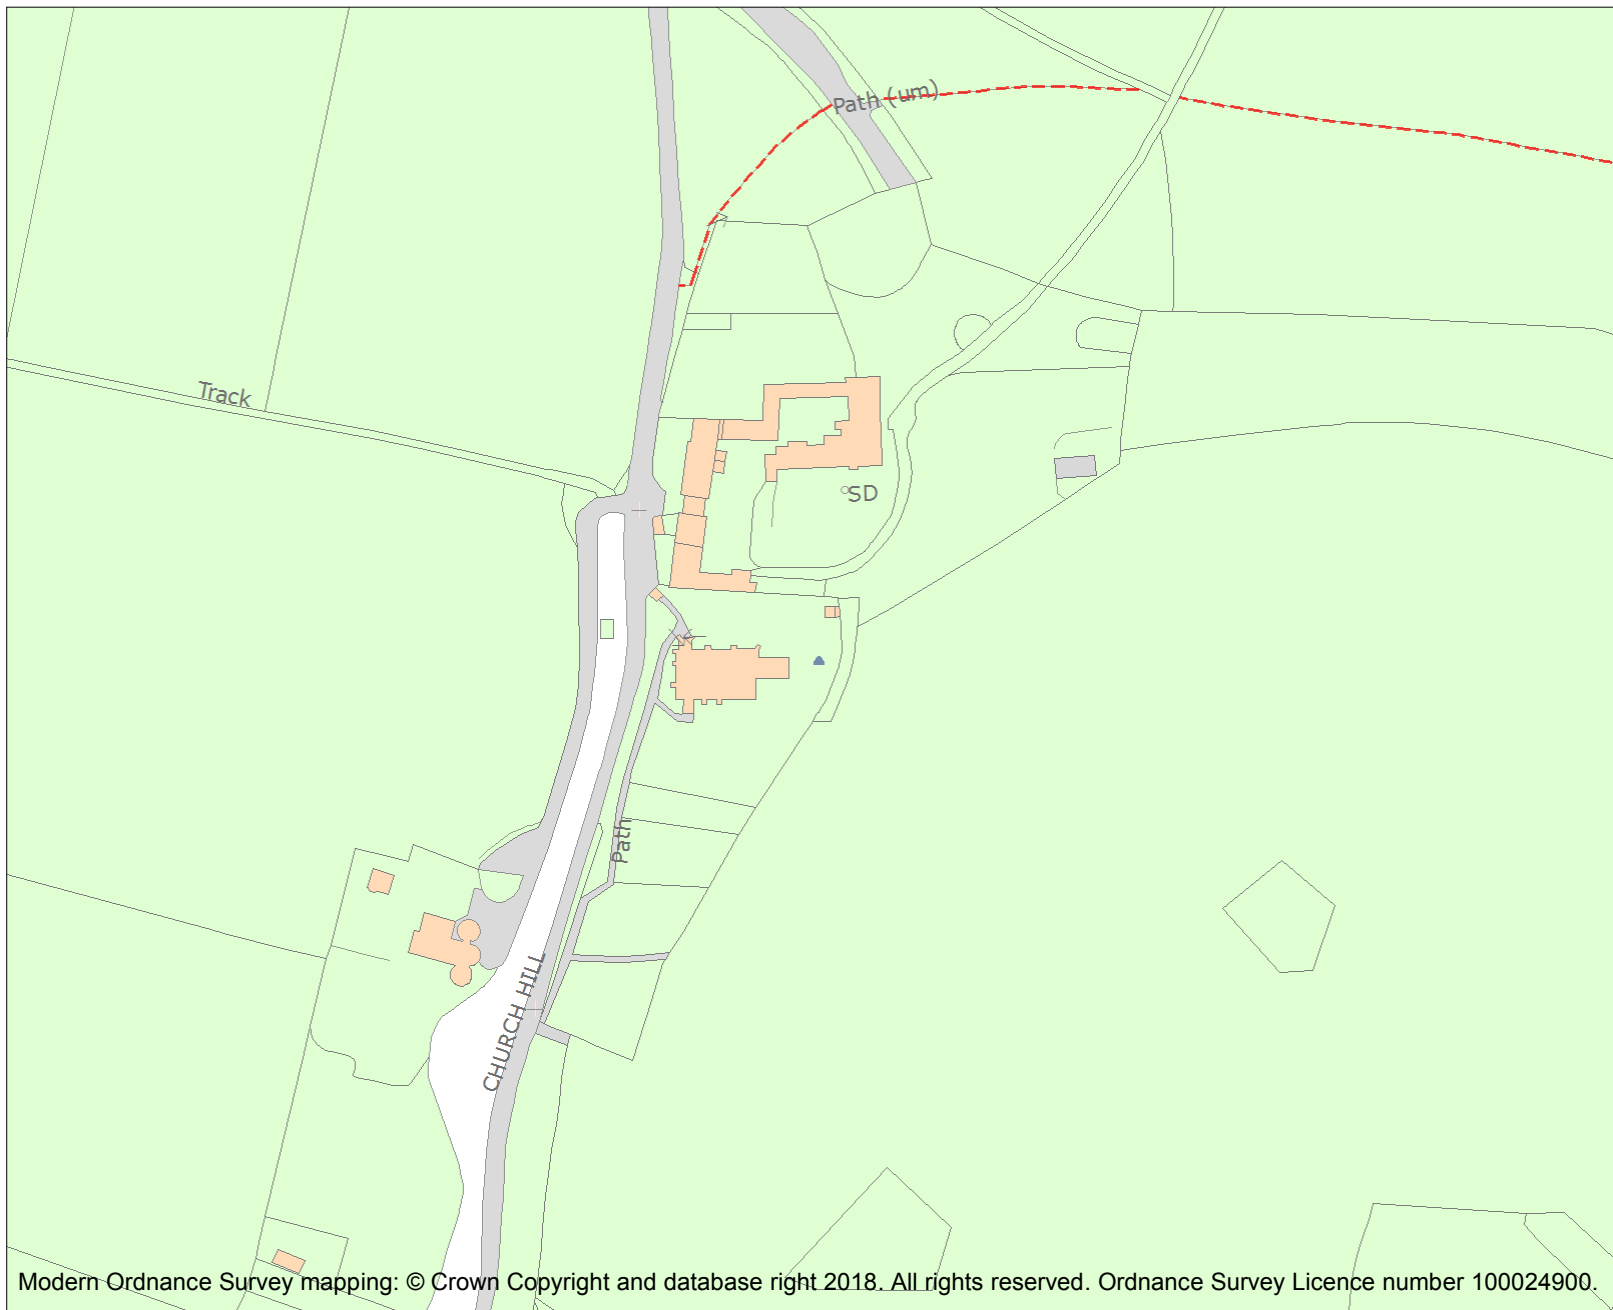 Path (um)
Track
SD
Path
CHURCH HILL
Modern Ordnance Survey mapping: © Crown Copyright and database right 2018. All rights reserved. Ordnance Survey Licence number 100024900.